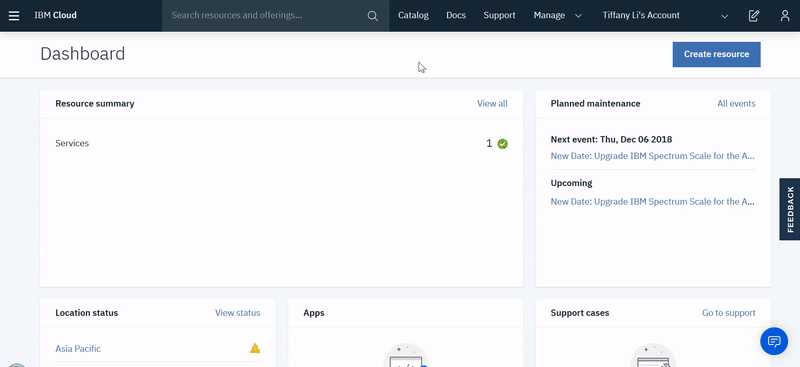 IBM Cloud
Search resources and offerings...
Catalog
Docs
Support
Manage
Tiffany Li's Account
Dashboard
Create resource
Resource summary
View all
Services
1
Planned maintenance
All events
Next event: Thu, Dec 06 2018
New Date: Upgrade IBM Spectrum Scale for the A...
Upcoming
New Date: Upgrade IBM Spectrum Scale for the A...
FEEDBACK
Location status
View status
Asia Pacific
Apps
Support cases
Go to support